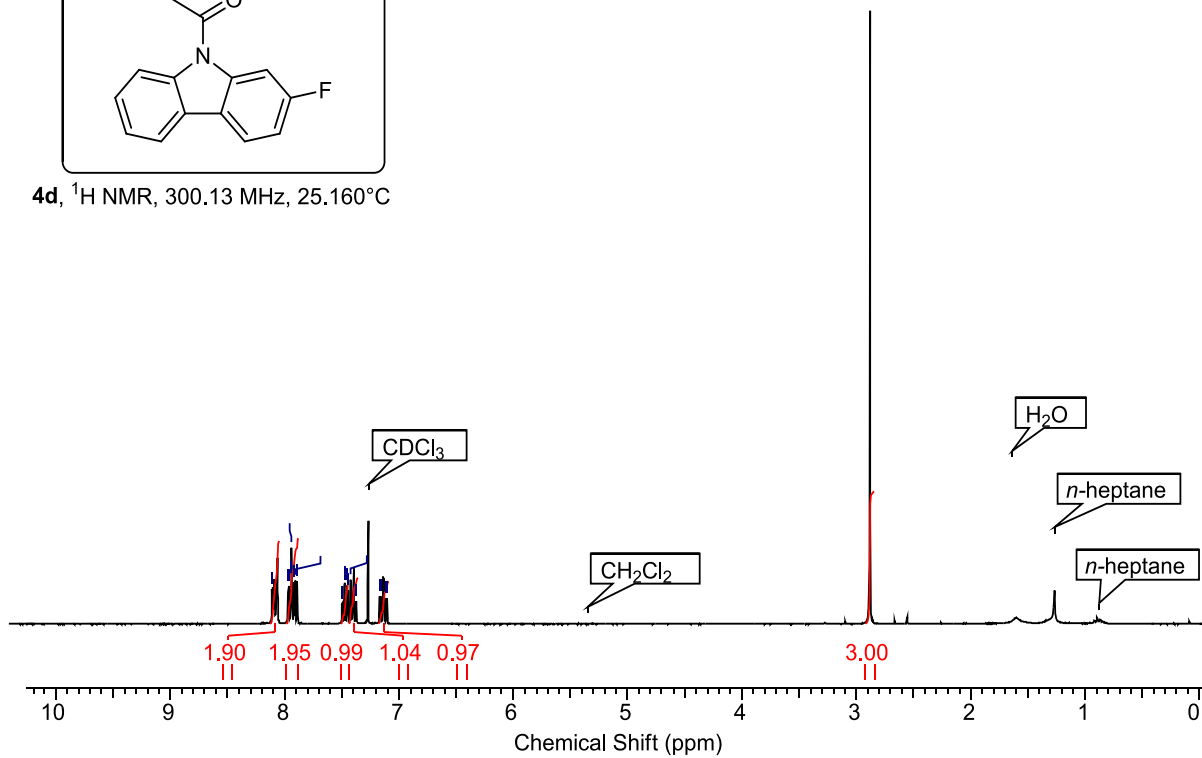 O
N
F
4d, ¹H NMR, 300.13 MHz, 25.160°C
H₂O
CDCl₃
n-heptane
CH₂Cl₂
n-heptane
1.90 1.95 0.99 1.04 0.97 3.00
10 9 8 7 6 5 4 3 2 1 0
Chemical Shift (ppm)